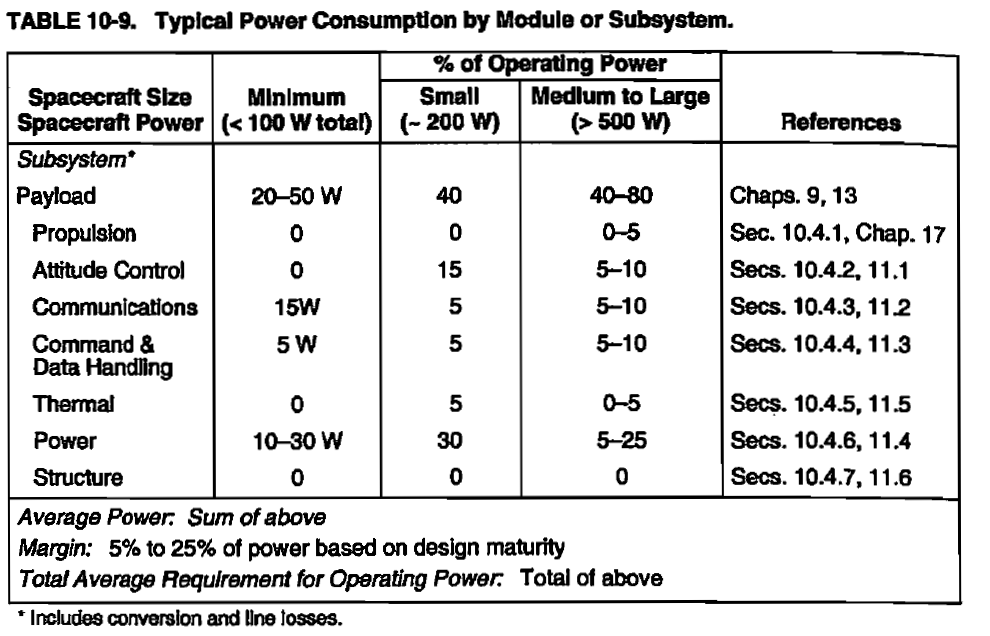 TABLE 10-9. Typical Power Consumption by Module or Subsystem.
% of Operating Power
Spacecraft Size Minimum Small Medium to Large
Spacecraft Power (< 100 W total) (~ 200 W) (> 500 W) References
Subsystem*
Payload 20–50 W 40 40–80 Chaps. 9, 13
Propulsion 0 0 0–5 Sec. 10.4.1, Chap. 17
Attitude Control 0 15 5–10 Secs. 10.4.2, 11.1
Communications 15W 5 5–10 Secs. 10.4.3, 11.2
Command & 5 W 5 5–10 Secs. 10.4.4, 11.3
Data Handling
Thermal 0 5 0–5 Secs. 10.4.5, 11.5
Power 10–30 W 30 5–25 Secs. 10.4.6, 11.4
Structure 0 0 0 Secs. 10.4.7, 11.6
Average Power: Sum of above
Margin: 5% to 25% of power based on design maturity
Total Average Requirement for Operating Power: Total of above
* Includes conversion and line losses.